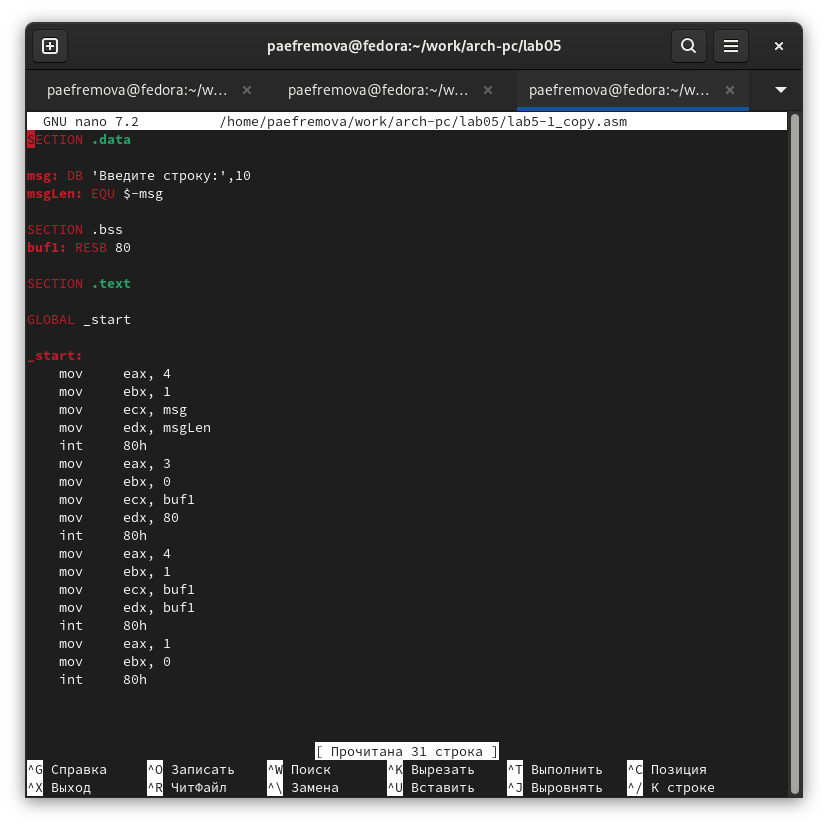 paefremova@fedora:~/work/arch-pc/lab05
paefremova@fedora:~/w... paefremova@fedora:~/w... paefremova@fedora:~/w...
GNU nano 7.2 /home/paefremova/work/arch-pc/lab05/lab5-1_copy.asm
SECTION .data
msg: DB 'Введите строку:',10
msgLen: EQU $-msg
SECTION .bss
buf1: RESB 80
SECTION .text
GLOBAL _start
_start:
mov eax, 4
mov ebx, 1
mov ecx, msg
mov edx, msgLen
int 80h
mov eax, 3
mov ebx, 0
mov ecx, buf1
mov edx, 80
int 80h
mov eax, 4
mov ebx, 1
mov ecx, buf1
mov edx, buf1
int 80h
mov eax, 1
mov ebx, 0
int 80h
[ Прочитана 31 строка ]
^G Справка ^O Записать ^W Поиск ^K Вырезать ^T Выполнить ^C Позиция
^X Выход ^R ЧитФайл ^\ Замена ^U Вставить ^J Выровнять ^/ К строке